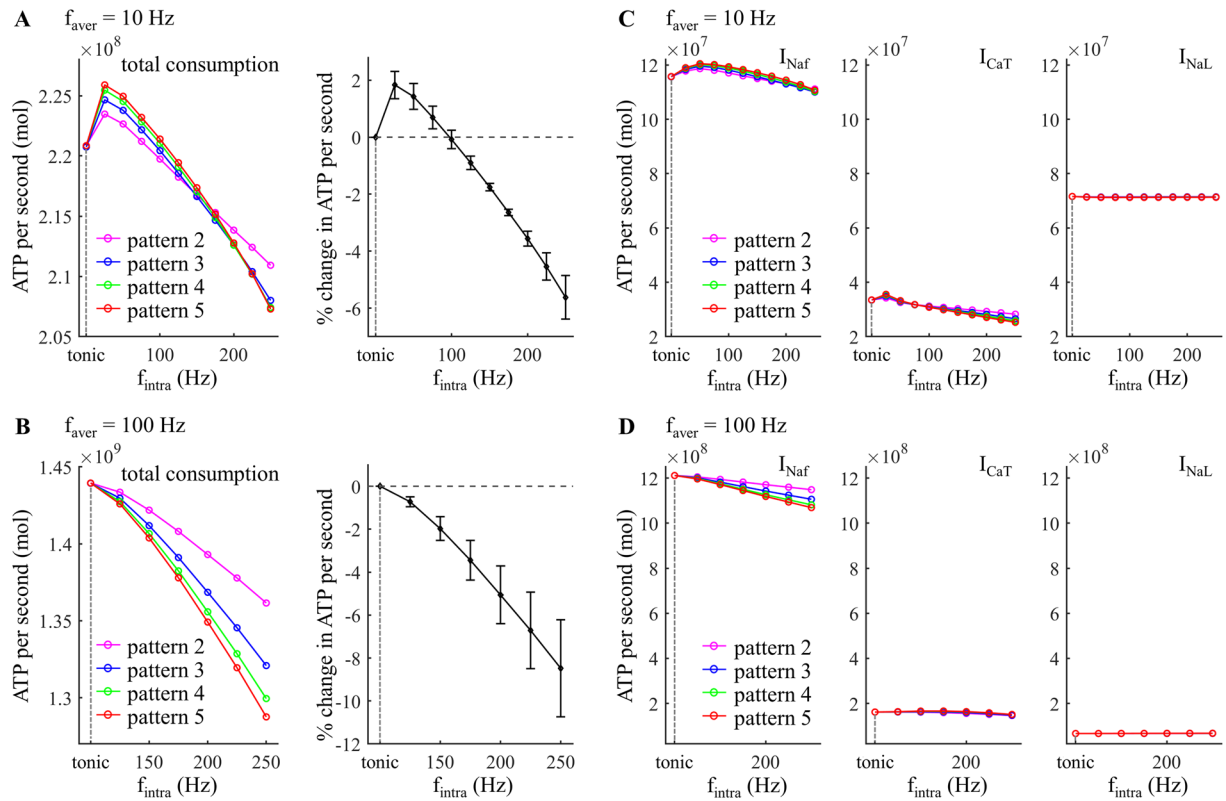 A
f_aver = 10 Hz
×10^8
total consumption
ATP per second (mol)
2.225
2.22
2.215
2.21
2.205
pattern 2
pattern 3
pattern 4
pattern 5
tonic 100 200
f_intra (Hz)
% change in ATP per second
2
0
-2
-4
-6
tonic 100 200
f_intra (Hz)
C
f_aver = 10 Hz
×10^7
I_Naf
ATP per second (mol)
12
10
8
6
4
2
pattern 2
pattern 3
pattern 4
pattern 5
tonic 100 200
f_intra (Hz)
×10^7
I_CaT
12
10
8
6
4
2
tonic 100 200
f_intra (Hz)
×10^7
I_NaL
12
10
8
6
4
2
tonic 100 200
f_intra (Hz)
B
f_aver = 100 Hz
×10^9
total consumption
ATP per second (mol)
1.45
1.4
1.35
1.3
pattern 2
pattern 3
pattern 4
pattern 5
tonic 150 200 250
f_intra (Hz)
% change in ATP per second
0
-2
-4
-6
-8
-10
-12
tonic 150 200 250
f_intra (Hz)
D
f_aver = 100 Hz
×10^8
I_Naf
ATP per second (mol)
12
10
8
6
4
2
pattern 2
pattern 3
pattern 4
pattern 5
tonic 200
f_intra (Hz)
×10^8
I_CaT
12
10
8
6
4
2
tonic 200
f_intra (Hz)
×10^8
I_NaL
12
10
8
6
4
2
tonic 200
f_intra (Hz)